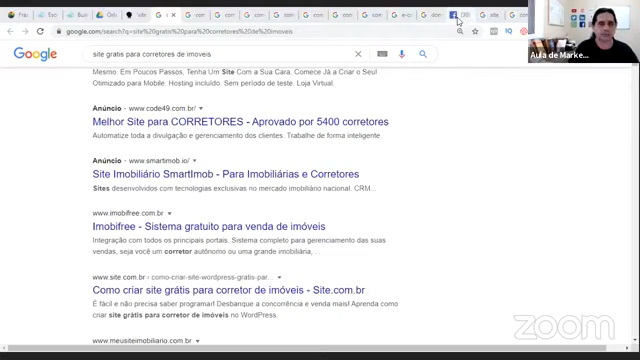 google.com/search?q=site%20gratis%20para%20corretores%20de%20imoveis
Google
site gratis para corretores de imoveis
Mesmo. Em Poucos Passos, Tenha Um Site Com a Sua Cara. Comece Já a Criar o Seu!
Otimizado para Mobile. Hosting incluído. Sem período de teste. Loja Virtual.
Anúncio · www.code49.com.br/
Melhor Site para CORRETORES - Aprovado por 5400 corretores
Automatize toda a divulgação e gerenciamento dos clientes. Trabalhe de forma inteligente
Anúncio · www.smartimob.io/
Site Imobiliário SmartImob - Para Imobiliárias e Corretores
Sites desenvolvidos com tecnologias exclusivas no mercado imobiliário nacional. CRM...
www.imobifree.com.br
Imobifree - Sistema gratuito para venda de imóveis
Integração com todos os principais portais. Sistema completo para gerenciamento das suas
vendas, seja você um corretor autônomo ou uma grande imobiliária, ...
www.site.com.br › como-criar-site-wordpress-gratis-par...
Como criar site grátis para corretor de imóveis - Site.com.br
É fácil e não precisa saber programar! Desbanque a concorrência e venda mais! Aprenda como
criar site grátis para corretor de imóveis no WordPress.
www.meusiteimobiliario.com.br
Aula de Marke...
zoom